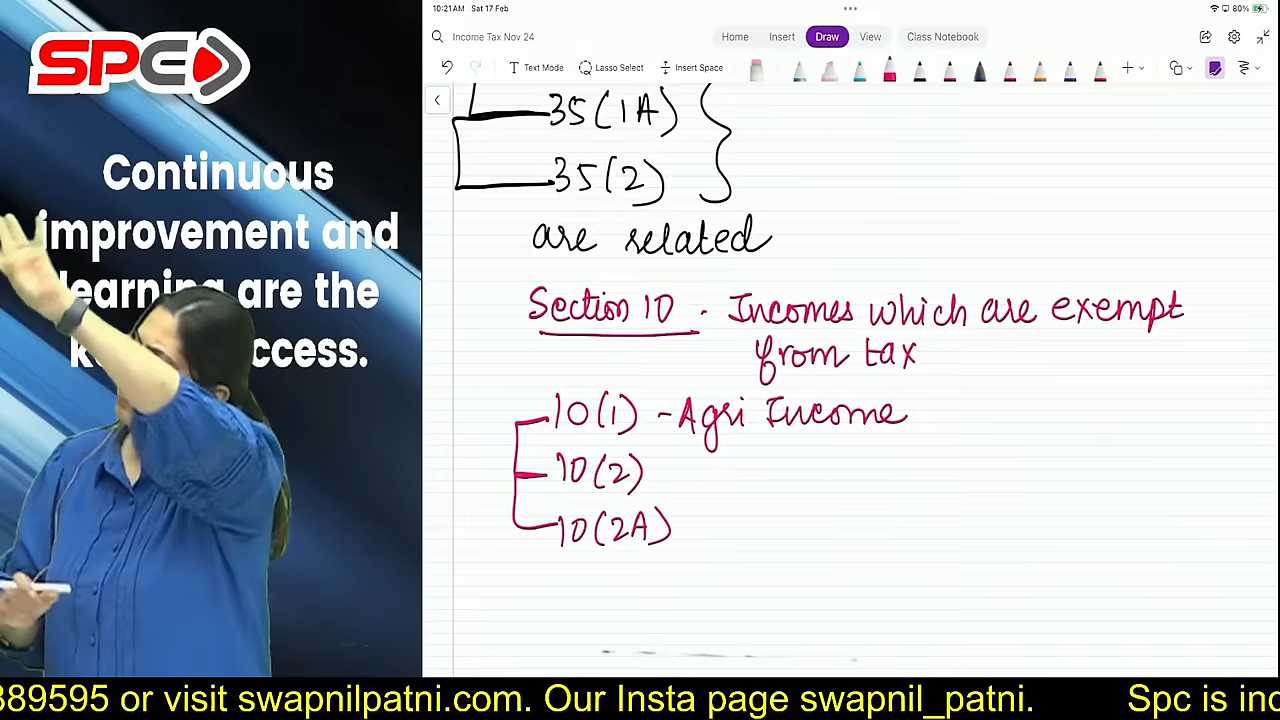 10:21 AM Sat 17 Feb
80%
Income Tax Nov 24
Home Insert Draw View Class Notebook
Text Mode Lasso Select Insert Space
SPC
Continuous
improvement and
learning are the
success.
35(1A)
35(2)
are related
Section 10 . Incomes which are exempt
from tax
10(1) - Agri Income
10(2)
10(2A)
889595 or visit swapnilpatni.com. Our Insta page swapnil_patni. Spc is inc